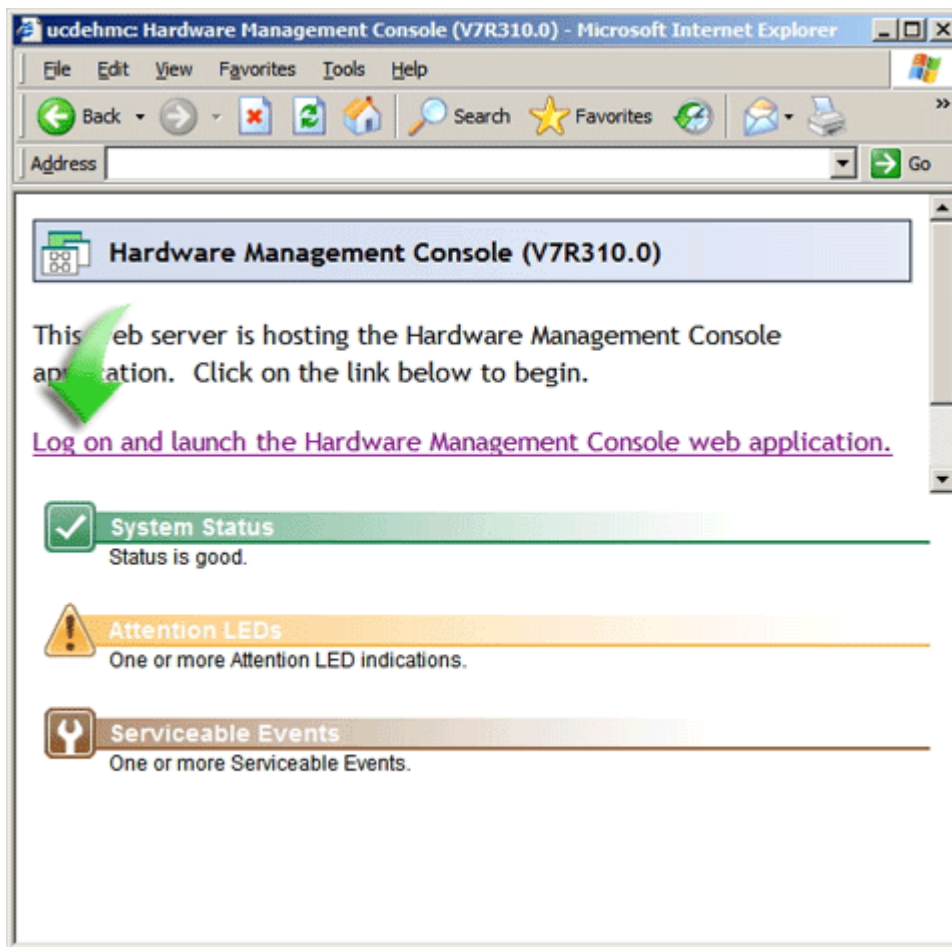 ucdehmc: Hardware Management Console (V7R310.0) - Microsoft Internet Explorer
File Edit View Favorites Tools Help
Back Search Favorites »
Address Go
Hardware Management Console (V7R310.0)
This eb server is hosting the Hardware Management Console
ap ation. Click on the link below to begin.
Log on and launch the Hardware Management Console web application.
System Status
Status is good.
Attention LEDs
One or more Attention LED indications.
Serviceable Events
One or more Serviceable Events.